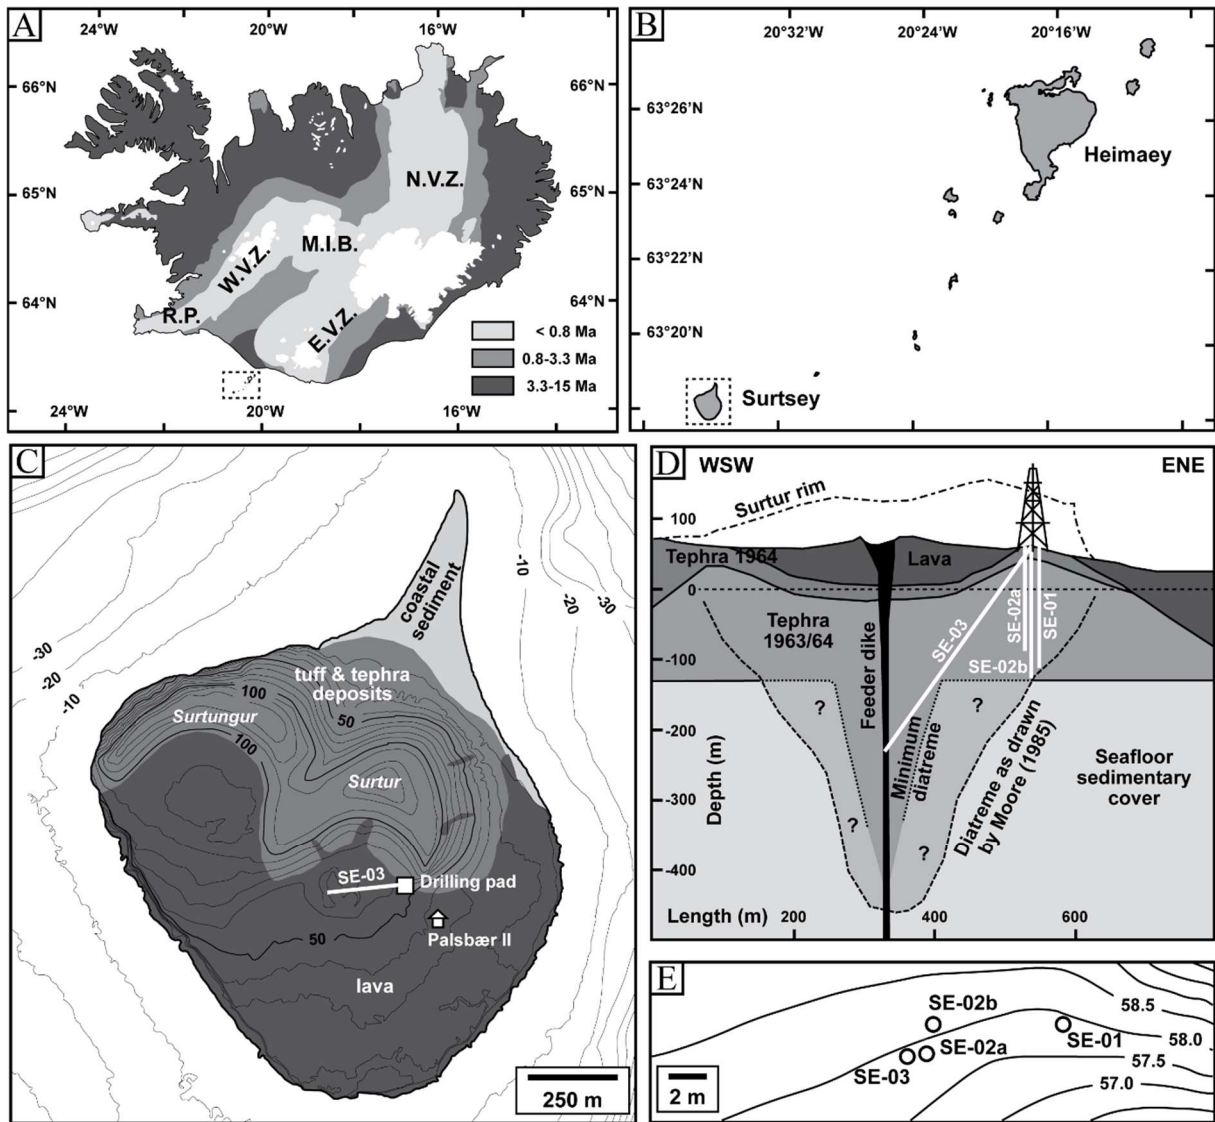 A
24°W
20°W
16°W
66°N
66°N
65°N
65°N
64°N
64°N
N.V.Z.
M.I.B.
W.V.Z.
R.P.
E.V.Z.
< 0.8 Ma
0.8-3.3 Ma
3.3-15 Ma
24°W
20°W
16°W
B
20°32'W
20°24'W
20°16'W
63°26'N
63°24'N
63°22'N
63°20'N
Heimaey
Surtsey
C
-10
-20
-30
coastal
sediment
-30
-20
-10
tuff & tephra
deposits
100
50
Surtungur
100
Surtur
SE-03
Drilling pad
50
Palsbær II
lava
250 m
D
WSW
ENE
Surtur rim
100
Tephra 1964
Lava
0
Tephra
1963/64
SE-03
SE-02a
SE-01
-100
SE-02b
Feeder dike
?
?
-200
Minimum
diatreme
Depth (m)
Diatreme as drawn
by Moore (1985)
Seafloor
sedimentary
cover
-300
?
?
-400
Length (m)
200
400
600
E
SE-02b
58.5
SE-02a
SE-01
58.0
SE-03
57.5
2 m
57.0